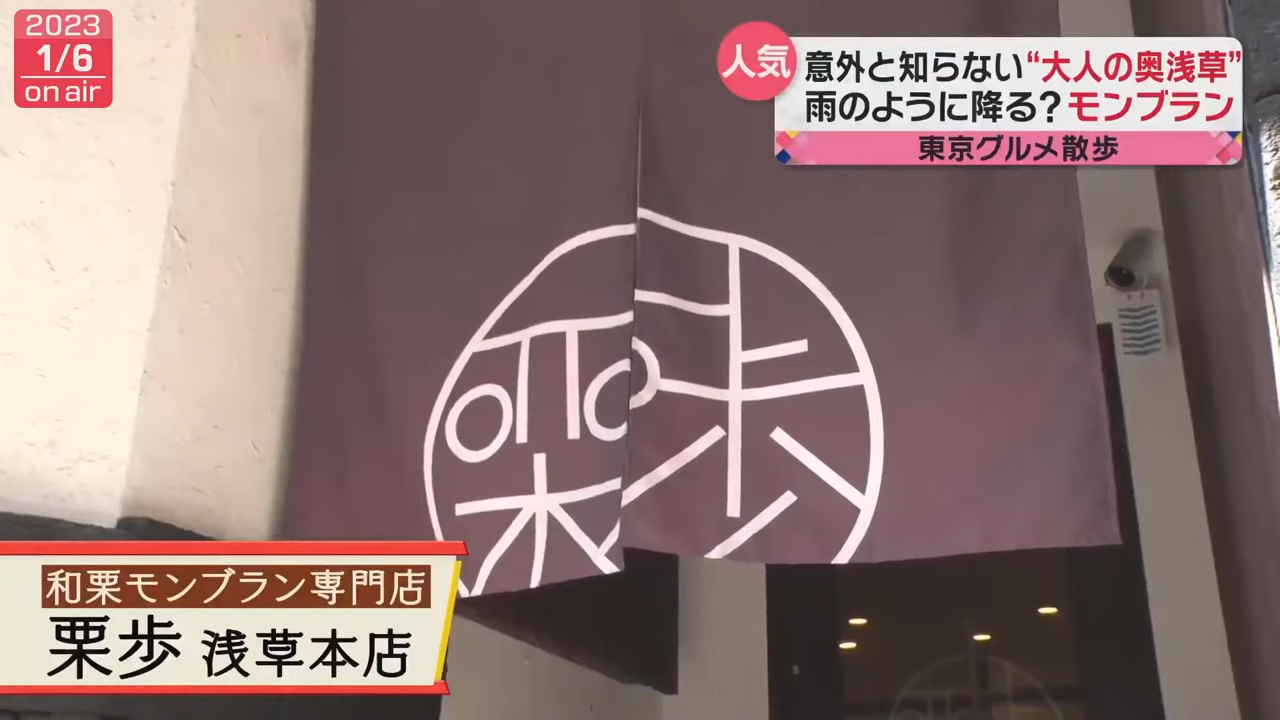 2023
1/6
on air
人気
意外と知らない“大人の奥浅草”
雨のように降る?モンブラン
東京グルメ散歩
栗歩
和栗モンブラン専門店
栗歩 浅草本店